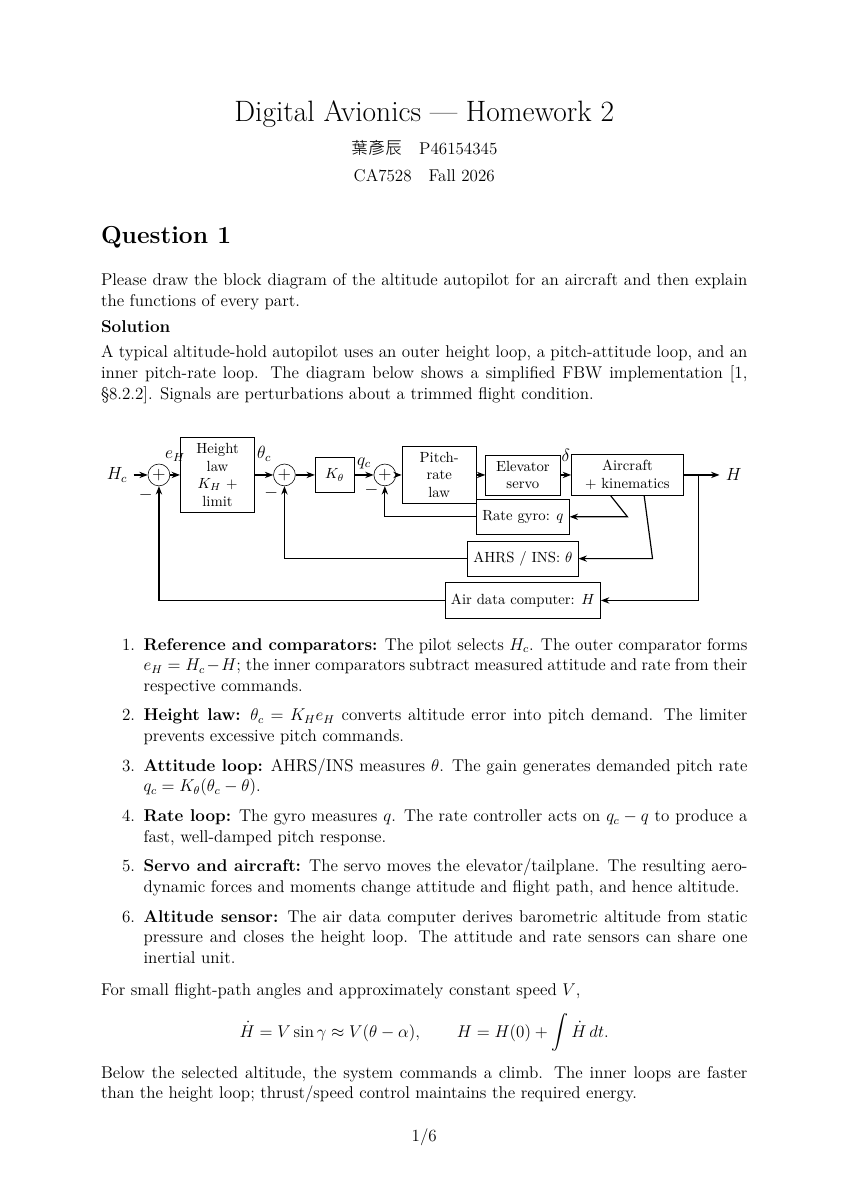 Digital Avionics — Homework 2
葉彥辰 P46154345
CA7528 Fall 2026
Question 1
Please draw the block diagram of the altitude autopilot for an aircraft and then explain
the functions of every part.
Solution
A typical altitude-hold autopilot uses an outer height loop, a pitch-attitude loop, and an
inner pitch-rate loop. The diagram below shows a simplified FBW implementation [1,
§8.2.2]. Signals are perturbations about a trimmed flight condition.
H_c
+
−
e_H
Height
law
K_H +
limit
θ_c
+
−
K_θ
q_c
+
−
Pitch-
rate
law
Elevator
servo
δ
Aircraft
+ kinematics
H
Rate gyro: q
AHRS / INS: θ
Air data computer: H
1. Reference and comparators: The pilot selects H_c. The outer comparator forms
e_H = H_c − H; the inner comparators subtract measured attitude and rate from their
respective commands.
2. Height law: θ_c = K_H e_H converts altitude error into pitch demand. The limiter
prevents excessive pitch commands.
3. Attitude loop: AHRS/INS measures θ. The gain generates demanded pitch rate
q_c = K_θ(θ_c − θ).
4. Rate loop: The gyro measures q. The rate controller acts on q_c − q to produce a
fast, well-damped pitch response.
5. Servo and aircraft: The servo moves the elevator/tailplane. The resulting aero-
dynamic forces and moments change attitude and flight path, and hence altitude.
6. Altitude sensor: The air data computer derives barometric altitude from static
pressure and closes the height loop. The attitude and rate sensors can share one
inertial unit.
For small flight-path angles and approximately constant speed V,
Ḣ = V sin γ ≈ V(θ − α), H = H(0) + ∫ Ḣ dt.
Below the selected altitude, the system commands a climb. The inner loops are faster
than the height loop; thrust/speed control maintains the required energy.
1/6